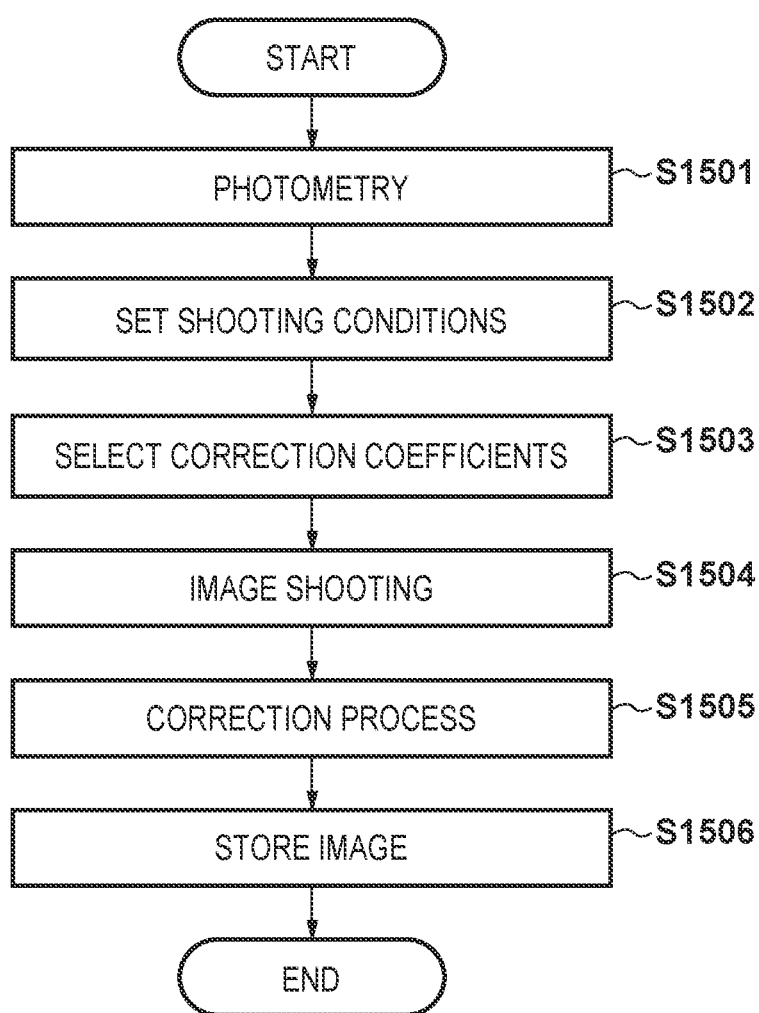 START
PHOTOMETRY
S1501
SET SHOOTING CONDITIONS
S1502
SELECT CORRECTION COEFFICIENTS
S1503
IMAGE SHOOTING
S1504
CORRECTION PROCESS
S1505
STORE IMAGE
S1506
END